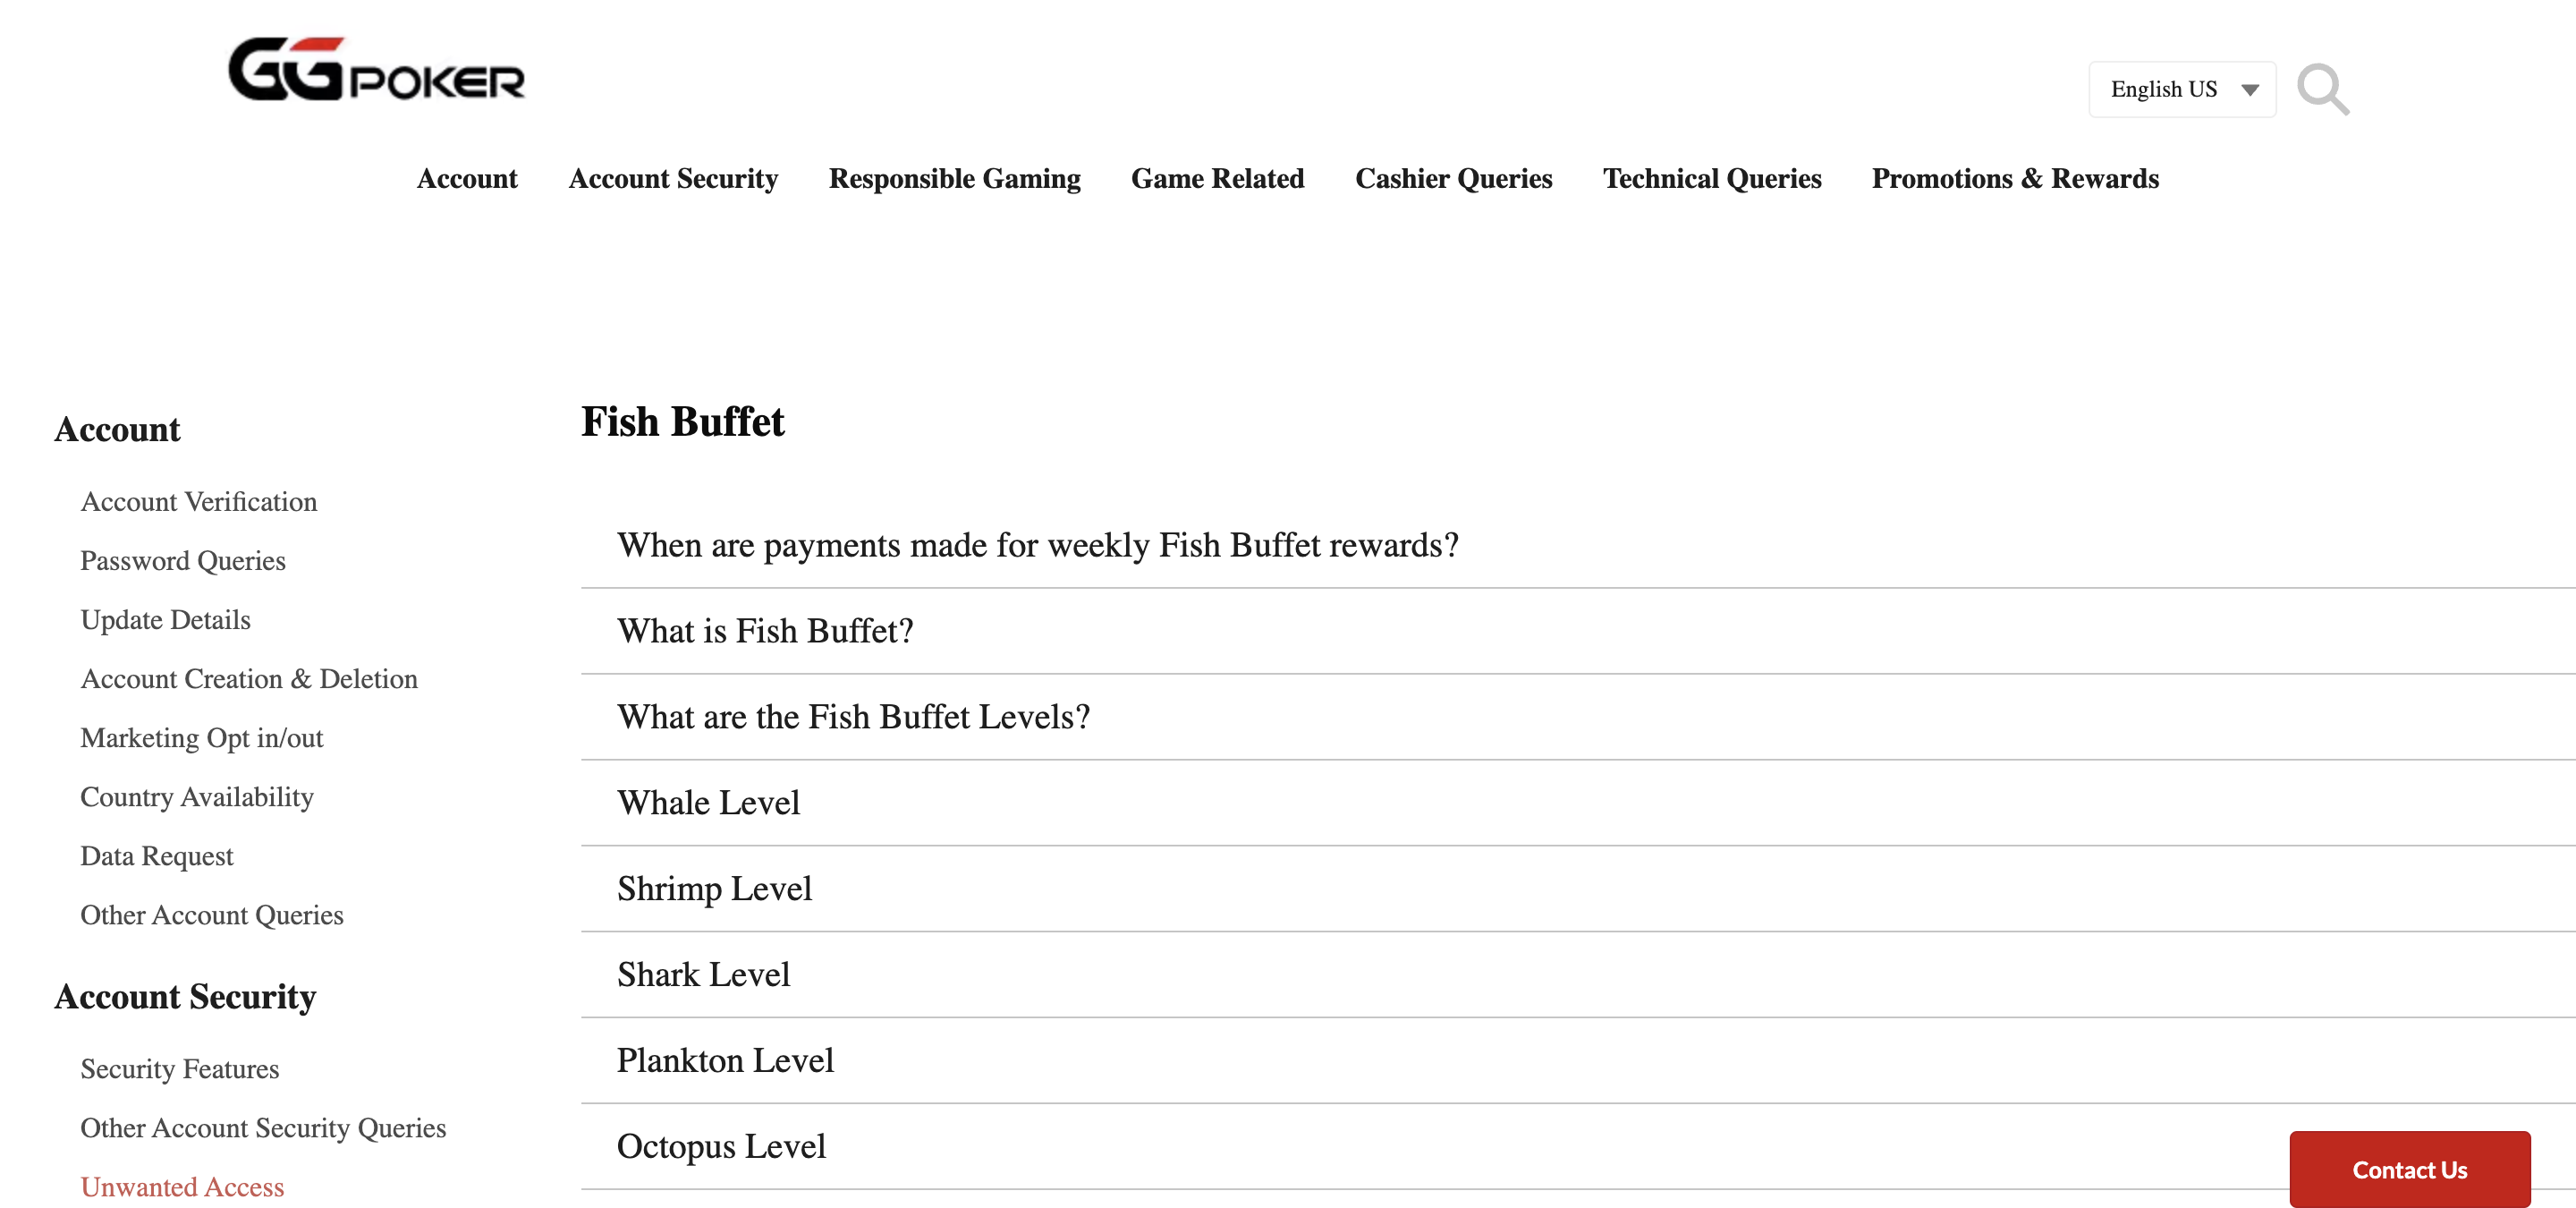 GGPOKER
English US
Account
Account Security
Responsible Gaming
Game Related
Cashier Queries
Technical Queries
Promotions & Rewards
Account
Account Verification
Password Queries
Update Details
Account Creation & Deletion
Marketing Opt in/out
Country Availability
Data Request
Other Account Queries
Account Security
Security Features
Other Account Security Queries
Unwanted Access
Fish Buffet
When are payments made for weekly Fish Buffet rewards?
What is Fish Buffet?
What are the Fish Buffet Levels?
Whale Level
Shrimp Level
Shark Level
Plankton Level
Octopus Level
Contact Us